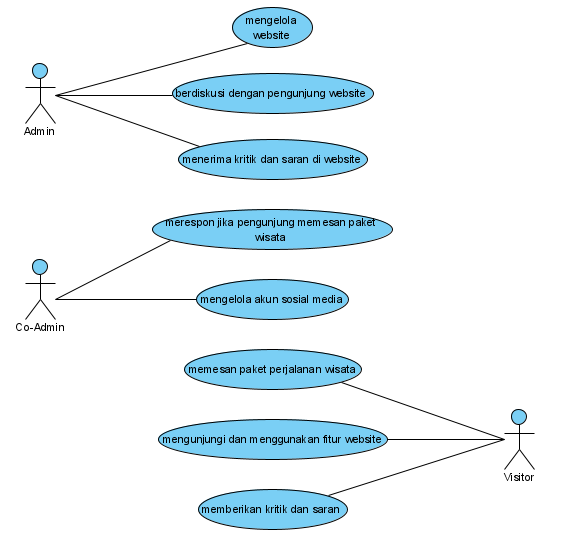 mengelola
website
berdiskusi dengan pengunjung website
Admin
menerima kritik dan saran di website
merespon jika pengunjung memesan paket
wisata
mengelola akun sosial media
Co-Admin
memesan paket perjalanan wisata
mengunjungi dan menggunakan fitur website
Visitor
memberikan kritik dan saran